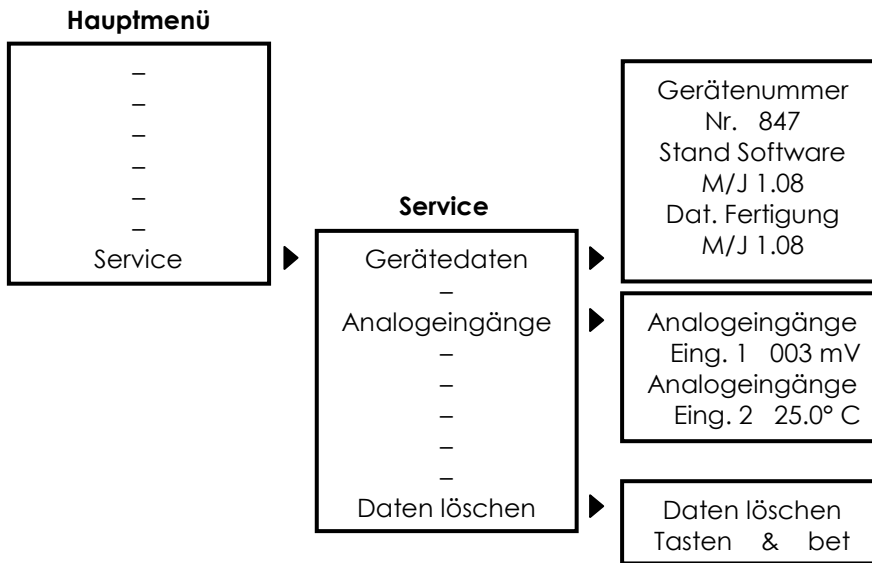 Hauptmenü
–
–
–
–
–
–
Service
Service
Gerätedaten
–
Analogeingänge
–
–
–
–
–
Daten löschen
Gerätenummer
Nr. 847
Stand Software
M/J 1.08
Dat. Fertigung
M/J 1.08
Analogeingänge
Eing. 1 003 mV
Analogeingänge
Eing. 2 25.0° C
Daten löschen
Tasten & bet